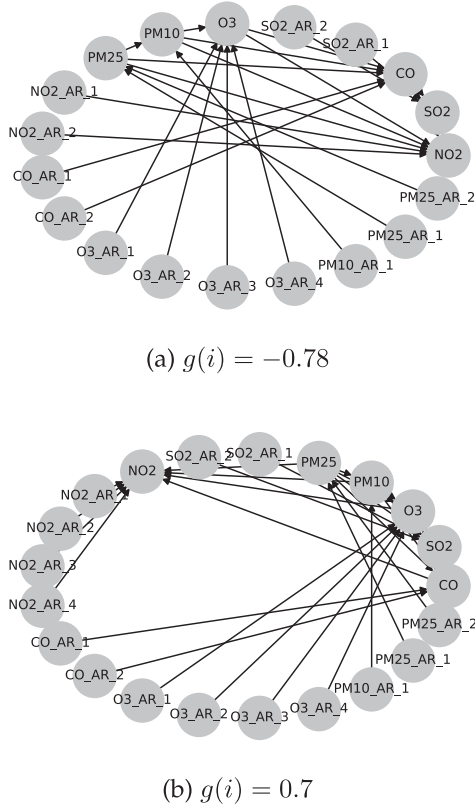 O3
SO2_AR_2
PM10
SO2_AR_1
PM25
CO
NO2_AR_1
SO2
NO2_AR_2
NO2
CO_AR_1
PM25_AR_2
CO_AR_2
PM25_AR_1
O3_AR_1
PM10_AR_1
O3_AR_2
O3_AR_3
O3_AR_4
(a) g(i) = −0.78
SO2_AR_2
SO2_AR_1
PM25
NO2
PM10
NO2_AR_1
O3
NO2_AR_2
SO2
NO2_AR_3
CO
NO2_AR_4
PM25_AR_2
CO_AR_1
PM25_AR_1
CO_AR_2
PM10_AR_1
O3_AR_1
O3_AR_4
O3_AR_2
O3_AR_3
(b) g(i) = 0.7